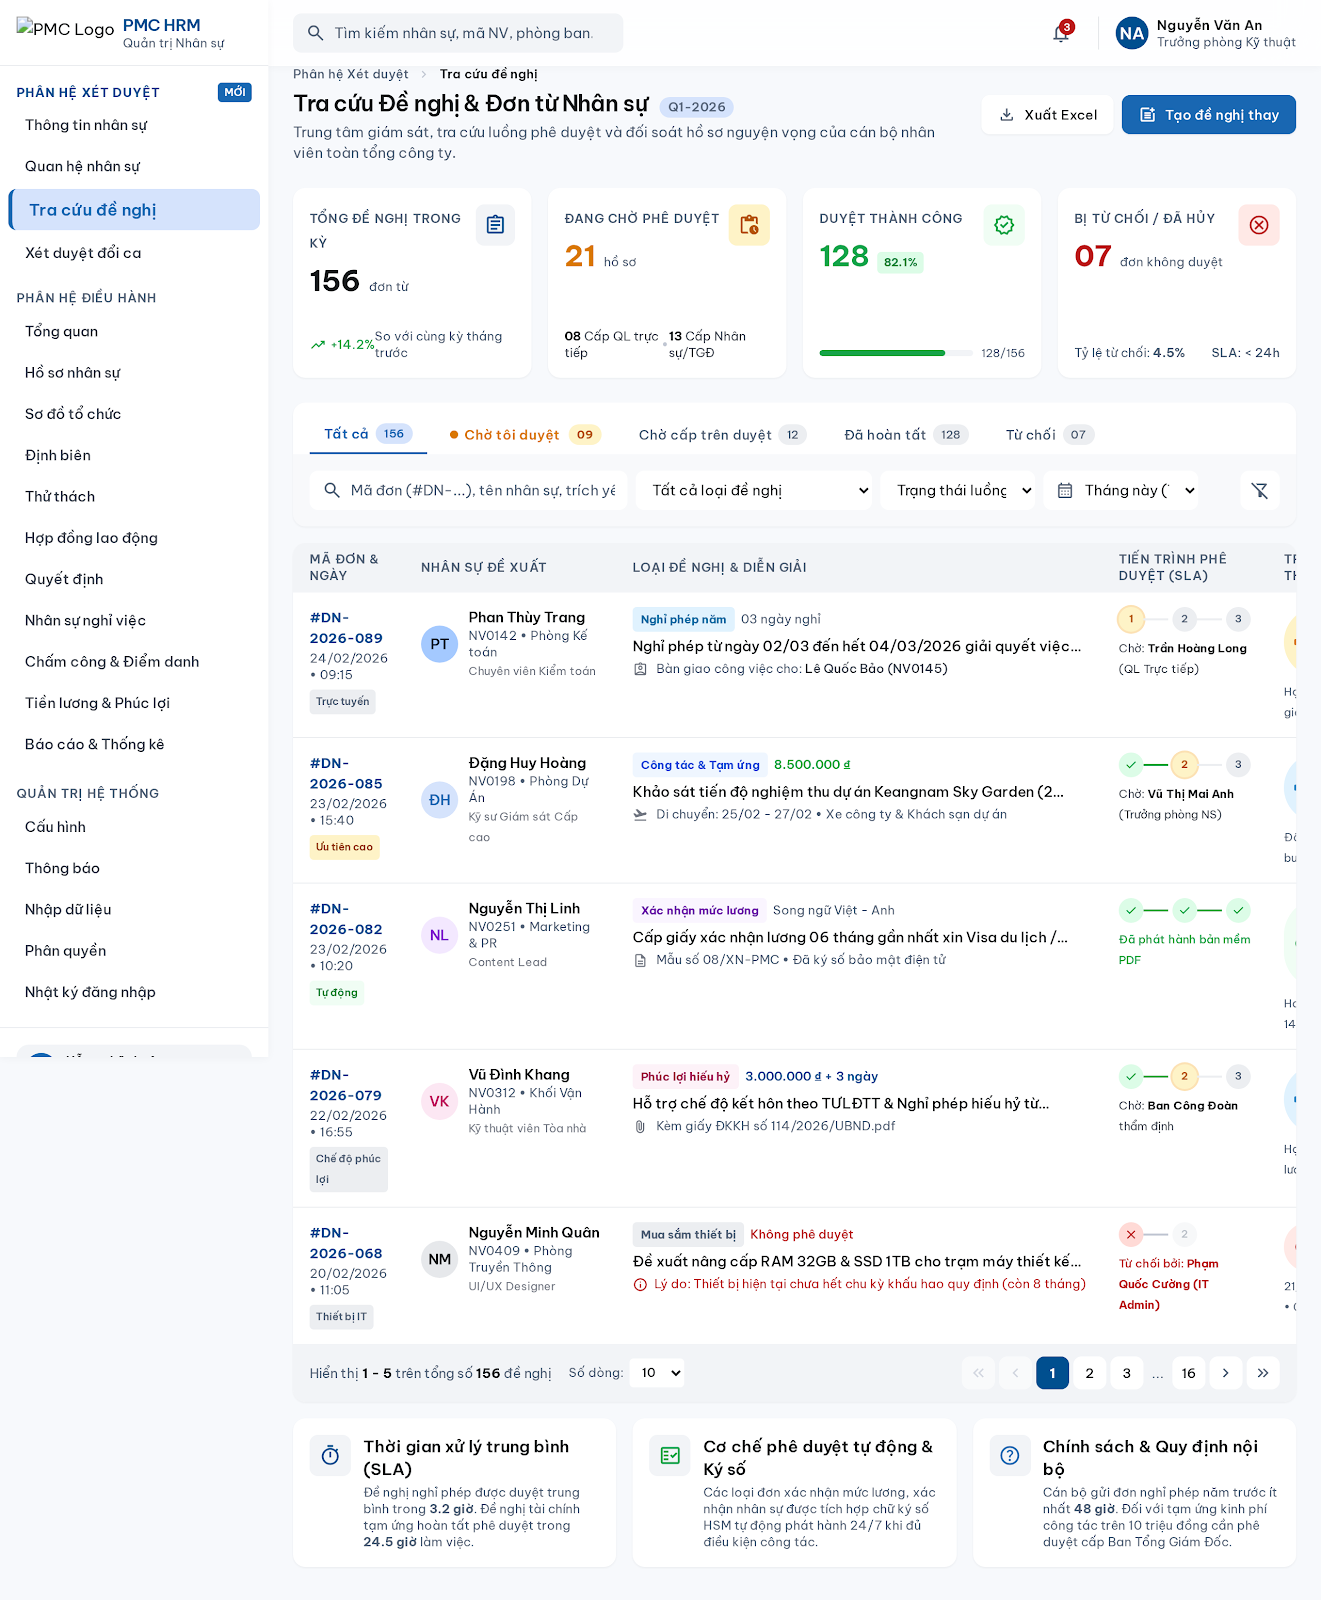 PMC Logo
PMC HRM
Quản trị Nhân sự
Tìm kiếm nhân sự, mã NV, phòng ban.
3
NA
Nguyễn Văn An
Trưởng phòng Kỹ thuật
PHÂN HỆ XÉT DUYỆT
MỚI
Thông tin nhân sự
Quan hệ nhân sự
Tra cứu đề nghị
Xét duyệt đổi ca
PHÂN HỆ ĐIỀU HÀNH
Tổng quan
Hồ sơ nhân sự
Sơ đồ tổ chức
Định biên
Thử thách
Hợp đồng lao động
Quyết định
Nhân sự nghỉ việc
Chấm công & Điểm danh
Tiền lương & Phúc lợi
Báo cáo & Thống kê
QUẢN TRỊ HỆ THỐNG
Cấu hình
Thông báo
Nhập dữ liệu
Phân quyền
Nhật ký đăng nhập
Phân hệ Xét duyệt > Tra cứu đề nghị
Tra cứu Đề nghị & Đơn từ Nhân sự Q1-2026
Trung tâm giám sát, tra cứu luồng phê duyệt và đối soát hồ sơ nguyện vọng của cán bộ nhân
viên toàn tổng công ty.
Xuất Excel
Tạo đề nghị thay
TỔNG ĐỀ NGHỊ TRONG
KỲ
156 đơn từ
+14.2%
So với cùng kỳ tháng
trước
ĐANG CHỜ PHÊ DUYỆT
21 hồ sơ
08 Cấp QL trực
tiếp
• 13 Cấp Nhân
sự/TGĐ
DUYỆT THÀNH CÔNG
128 82.1%
128/156
BỊ TỪ CHỐI / ĐÃ HỦY
07 đơn không duyệt
Tỷ lệ từ chối: 4.5%
SLA: < 24h
Tất cả 156
Chờ tôi duyệt 09
Chờ cấp trên duyệt 12
Đã hoàn tất 128
Từ chối 07
Mã đơn (#DN-...), tên nhân sự, trích yế
Tất cả loại đề nghị
Trạng thái luồng
Tháng này (
MÃ ĐƠN &
NGÀY
NHÂN SỰ ĐỀ XUẤT
LOẠI ĐỀ NGHỊ & DIỄN GIẢI
TIẾN TRÌNH PHÊ
DUYỆT (SLA)
#DN-
2026-089
24/02/2026
• 09:15
Trực tuyến
PT
Phan Thùy Trang
NV0142 • Phòng Kế
toán
Chuyên viên Kiểm toán
Nghỉ phép năm 03 ngày nghỉ
Nghỉ phép từ ngày 02/03 đến hết 04/03/2026 giải quyết việc...
Bàn giao công việc cho: Lê Quốc Bảo (NV0145)
1 2 3
Chờ: Trần Hoàng Long
(QL Trực tiếp)
#DN-
2026-085
23/02/2026
• 15:40
Ưu tiên cao
ĐH
Đặng Huy Hoàng
NV0198 • Phòng Dự
Án
Kỹ sư Giám sát Cấp
cao
Công tác & Tạm ứng 8.500.000 ₫
Khảo sát tiến độ nghiệm thu dự án Keangnam Sky Garden (2...
Di chuyển: 25/02 - 27/02 • Xe công ty & Khách sạn dự án
2 3
Chờ: Vũ Thị Mai Anh
(Trưởng phòng NS)
#DN-
2026-082
23/02/2026
• 10:20
Tự động
NL
Nguyễn Thị Linh
NV0251 • Marketing
& PR
Content Lead
Xác nhận mức lương Song ngữ Việt - Anh
Cấp giấy xác nhận lương 06 tháng gần nhất xin Visa du lịch /...
Mẫu số 08/XN-PMC • Đã ký số bảo mật điện tử
Đã phát hành bản mềm
PDF
#DN-
2026-079
22/02/2026
• 16:55
Chế độ phúc
lợi
VK
Vũ Đình Khang
NV0312 • Khối Vận
Hành
Kỹ thuật viên Tòa nhà
Phúc lợi hiếu hỷ 3.000.000 ₫ + 3 ngày
Hỗ trợ chế độ kết hôn theo TƯLĐTT & Nghỉ phép hiếu hỷ từ...
Kèm giấy ĐKKH số 114/2026/UBND.pdf
2 3
Chờ: Ban Công Đoàn
thẩm định
#DN-
2026-068
20/02/2026
• 11:05
Thiết bị IT
NM
Nguyễn Minh Quân
NV0409 • Phòng
Truyền Thông
UI/UX Designer
Mua sắm thiết bị Không phê duyệt
Đề xuất nâng cấp RAM 32GB & SSD 1TB cho trạm máy thiết kế...
Lý do: Thiết bị hiện tại chưa hết chu kỳ khấu hao quy định (còn 8 tháng)
2
Từ chối bởi: Phạm
Quốc Cường (IT
Admin)
Hiển thị 1 - 5 trên tổng số 156 đề nghị
Số dòng: 10
1 2 3 ... 16
Thời gian xử lý trung bình
(SLA)
Đề nghị nghỉ phép được duyệt trung
bình trong 3.2 giờ. Đề nghị tài chính
tạm ứng hoàn tất phê duyệt trong
24.5 giờ làm việc.
Cơ chế phê duyệt tự động &
Ký số
Các loại đơn xác nhận mức lương, xác
nhận nhân sự được tích hợp chữ ký số
HSM tự động phát hành 24/7 khi đủ
điều kiện công tác.
Chính sách & Quy định nội
bộ
Cán bộ gửi đơn nghỉ phép năm trước ít
nhất 48 giờ. Đối với tạm ứng kinh phí
công tác trên 10 triệu đồng cần phê
duyệt cấp Ban Tổng Giám Đốc.